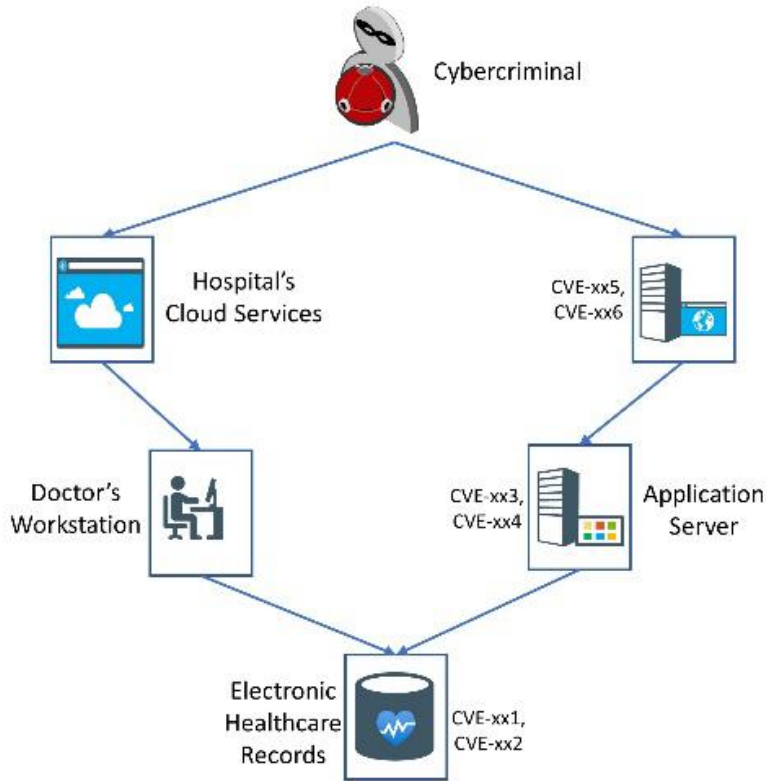 Cybercriminal
Hospital's
Cloud Services
CVE-xx5,
CVE-xx6
Doctor's
Workstation
CVE-xx3,
CVE-xx4
Application
Server
Electronic
Healthcare
Records
CVE-xx1,
CVE-xx2